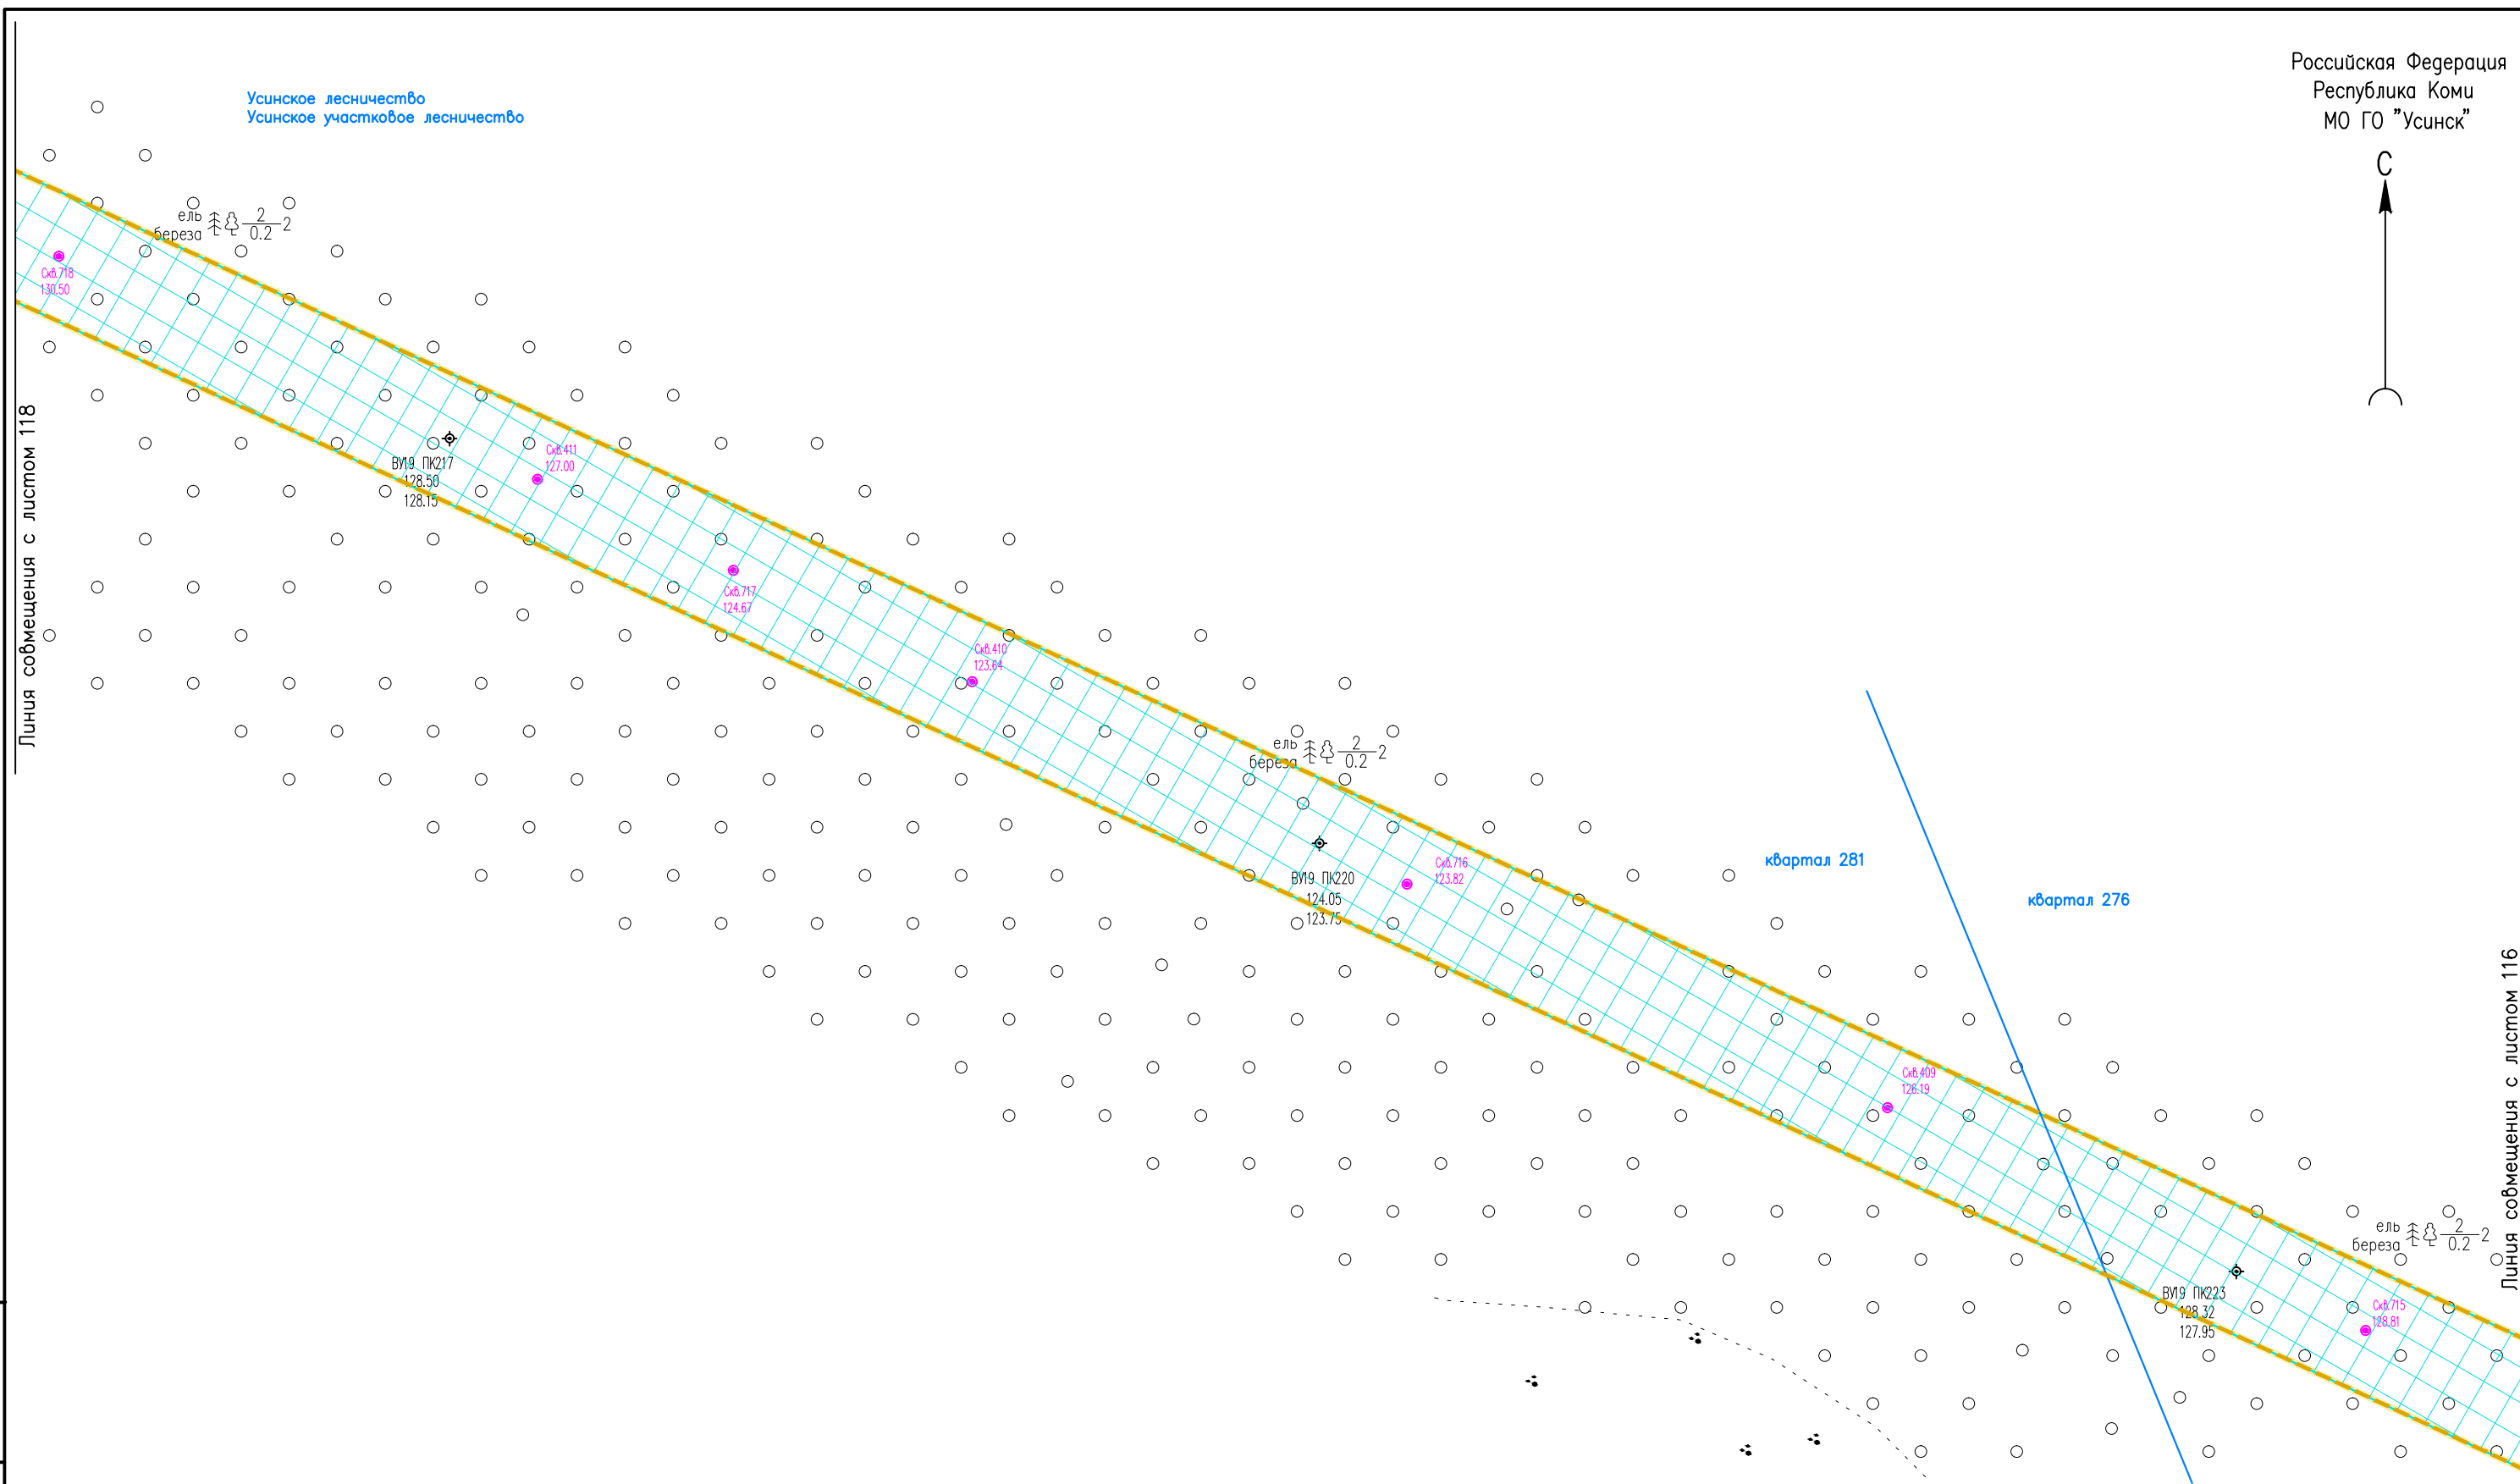 Российская Федерация
Республика Коми
МО ГО "Усинск"
С
Усинское лесничество
Усинское участковое лесничество
ель 2 2
береза 0.2
Скв.718
130.50
Линия совмещения с листом 118
ВУ19 ПК217
128.50
128.15
Скв.411
127.00
Скв.717
124.67
Скв.410
123.64
ель 2 2
береза 0.2
ВУ19 ПК220
124.05
123.75
Скв.716
123.82
квартал 281
квартал 276
Линия совмещения с листом 116
Скв.409
126.19
ель 2 2
береза 0.2
ВУ19 ПК223
128.32
127.95
Скв.715
128.81